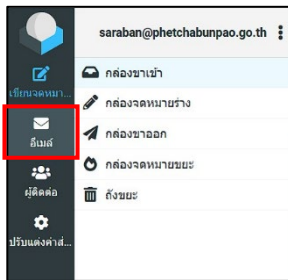 saraban@phetchabunpao.go.th
เขียนจดหมา...
อีเมล์
ผู้ติดต่อ
ปรับแต่งค่าส่...
กล่องขาเข้า
กล่องจดหมายร่าง
กล่องขาออก
กล่องจดหมายขยะ
ถังขยะ